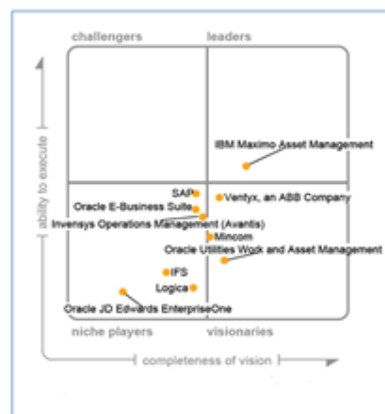 challengers
leaders
IBM Maximo Asset Management
SAP
Ventyx, an ABB Company
Oracle E-Business Suite
Invensys Operations Management (Avantis)
Mincom
Oracle Utilities Work and Asset Management
IFS
Logica
Oracle JD Edwards EnterpriseOne
niche players
visionaries
completeness of vision
ability to execute